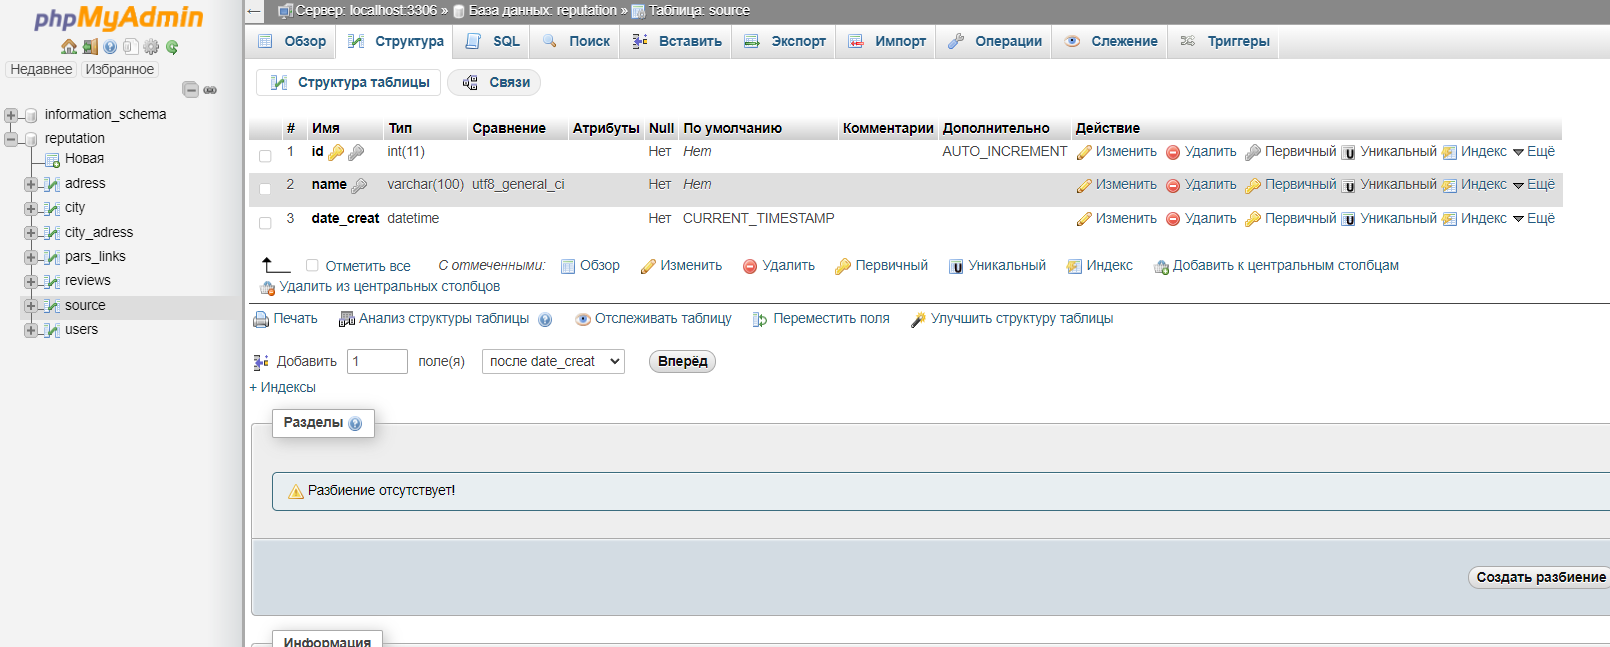 phpMyAdmin
Недавнее Избранное
information_schema
reputation
Новая
adress
city
city_adress
pars_links
reviews
source
users
Сервер: localhost:3306 » База данных: reputation » Таблица: source
Обзор Структура SQL Поиск Вставить Экспорт Импорт Операции Слежение Триггеры
Структура таблицы Связи
# Имя Тип Сравнение Атрибуты Null По умолчанию Комментарии Дополнительно Действие
1 id int(11) Нет Нет AUTO_INCREMENT Изменить Удалить Первичный Уникальный Индекс Ещё
2 name varchar(100) utf8_general_ci Нет Нет Изменить Удалить Первичный Уникальный Индекс Ещё
3 date_creat datetime Нет CURRENT_TIMESTAMP Изменить Удалить Первичный Уникальный Индекс Ещё
Отметить все С отмеченными: Обзор Изменить Удалить Первичный Уникальный Индекс Добавить к центральным столбцам
Удалить из центральных столбцов
Печать Анализ структуры таблицы Отслеживать таблицу Переместить поля Улучшить структуру таблицы
Добавить 1 поле(я) после date_creat Вперёд
+ Индексы
Разделы
Разбиение отсутствует!
Создать разбиение
Информация